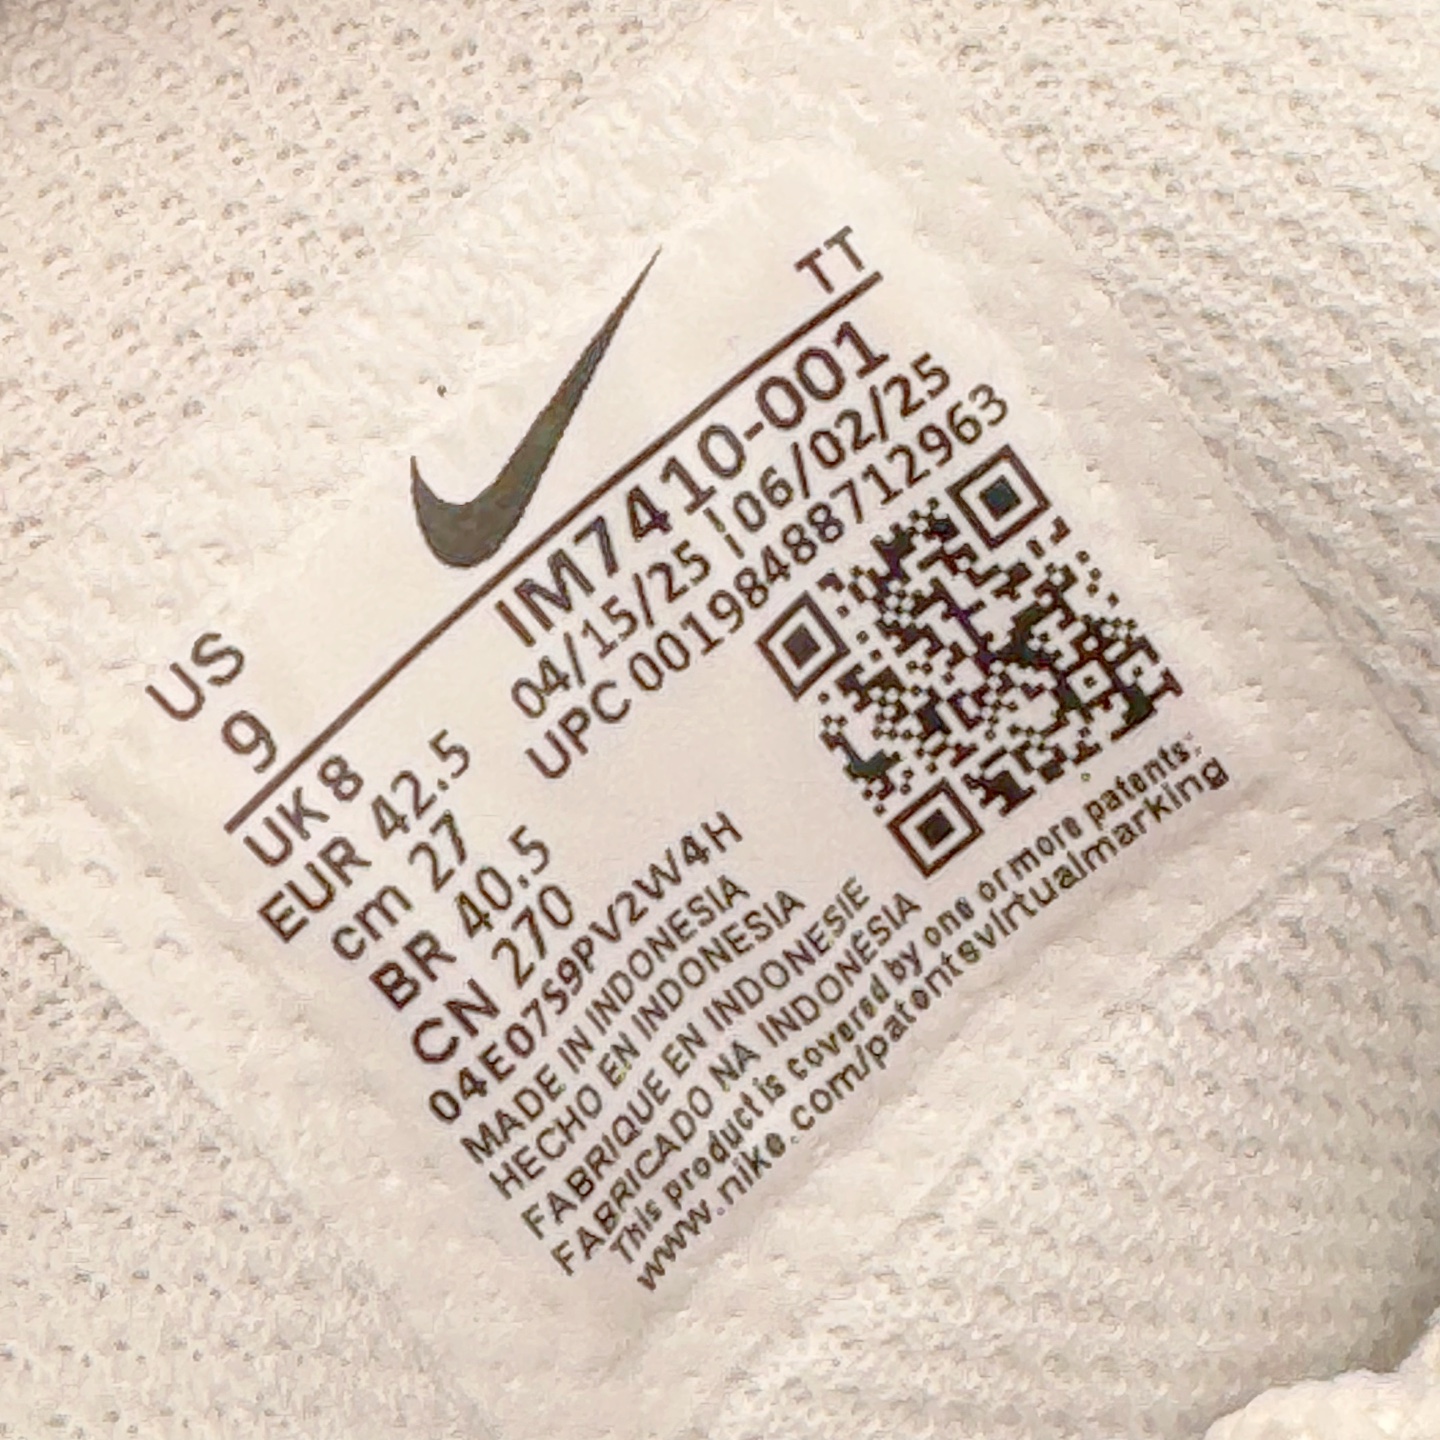 TT
US
9
IM7410-001
04/15/25 | 06/02/25
UPC 00198488712963
UK 8
EUR 42.5
cm 27
BR 40.5
CN 270
04E07S9PV2W4H
MADE IN INDONESIA
HECHO EN INDONESIA
FABRIQUE EN INDONESIE
FABRICADO NA INDONÉSIA
This product is covered by one or more patents.
www.nike.com/patentsvirtualmarking